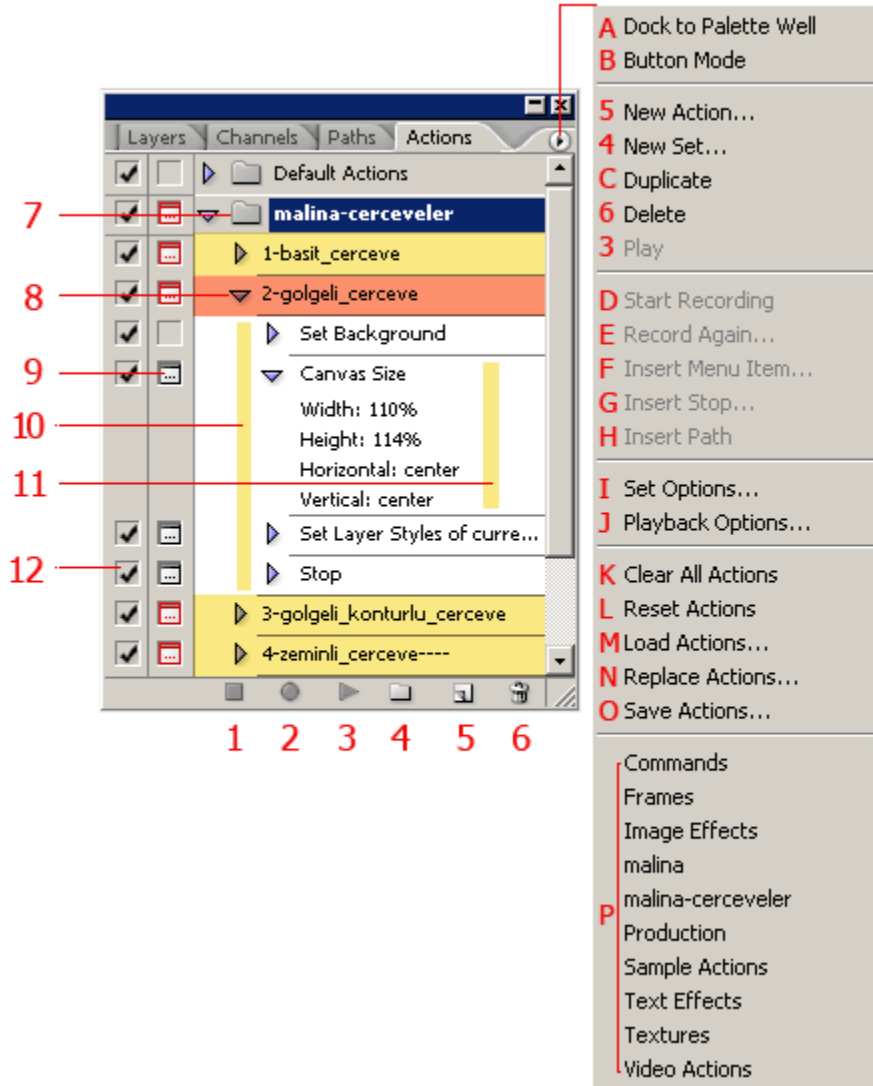 Layers Channels Paths Actions
Default Actions
7 malina-cerceveler
1-basit_cerceve
8 2-golgeli_cerceve
Set Background
9 Canvas Size
Width: 110%
10 Height: 114%
Horizontal: center
11 Vertical: center
Set Layer Styles of curre...
12 Stop
3-golgeli_konturlu_cerceve
4-zeminli_cerceve----
1 2 3 4 5 6
A Dock to Palette Well
B Button Mode
5 New Action...
4 New Set...
C Duplicate
6 Delete
3 Play
D Start Recording
E Record Again...
F Insert Menu Item...
G Insert Stop...
H Insert Path
I Set Options...
J Playback Options...
K Clear All Actions
L Reset Actions
M Load Actions...
N Replace Actions...
O Save Actions...
P
Commands
Frames
Image Effects
malina
malina-cerceveler
Production
Sample Actions
Text Effects
Textures
Video Actions